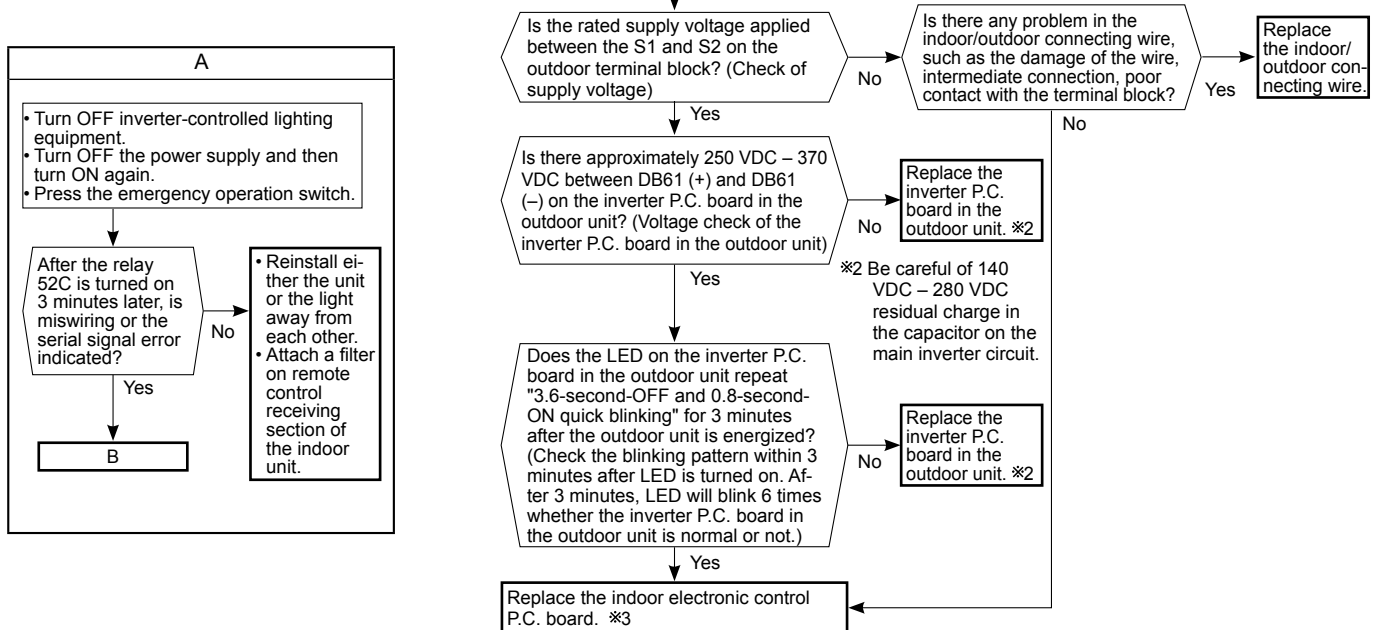 A
• Turn OFF inverter-controlled lighting
equipment.
• Turn OFF the power supply and then
turn ON again.
• Press the emergency operation switch.
After the relay
52C is turned on
3 minutes later, is
miswiring or the
serial signal error
indicated?
No
• Reinstall ei-
ther the unit
or the light
away from
each other.
• Attach a filter
on remote
control
receiving
section of
the indoor
unit.
Yes
B
Is the rated supply voltage applied
between the S1 and S2 on the
outdoor terminal block? (Check of
supply voltage)
No
Is there any problem in the
indoor/outdoor connecting wire,
such as the damage of the wire,
intermediate connection, poor
contact with the terminal block?
Yes
Replace
the indoor/
outdoor con-
necting wire.
Yes
No
Is there approximately 250 VDC – 370
VDC between DB61 (+) and DB61
(–) on the inverter P.C. board in the
outdoor unit? (Voltage check of the
inverter P.C. board in the outdoor unit)
No
Replace the
inverter P.C.
board in the
outdoor unit. ※2
Yes
※2 Be careful of 140
VDC – 280 VDC
residual charge in
the capacitor on the
main inverter circuit.
Does the LED on the inverter P.C.
board in the outdoor unit repeat
"3.6-second-OFF and 0.8-second-
ON quick blinking" for 3 minutes
after the outdoor unit is energized?
(Check the blinking pattern within 3
minutes after LED is turned on. Af-
ter 3 minutes, LED will blink 6 times
whether the inverter P.C. board in
the outdoor unit is normal or not.)
No
Replace the
inverter P.C.
board in the
outdoor unit. ※2
Yes
Replace the indoor electronic control
P.C. board. ※3